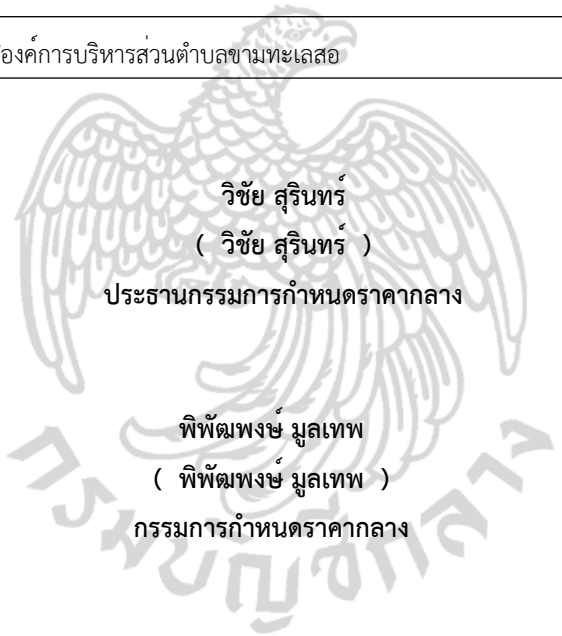 องค์การบริหารส่วนตำบลขามทะเลสอ
วิชัย สุรินทร์
( วิชัย สุรินทร์ )
ประธานกรรมการกำหนดราคากลาง
พิพัฒพงษ์ มูลเทพ
( พิพัฒพงษ์ มูลเทพ )
กรรมการกำหนดราคากลาง
กรมบัญชีกลาง